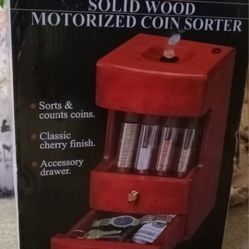 SOLID WOOD
MOTORIZED COIN SORTER
• Sorts &
counts coins.
• Classic
cherry finish.
• Accessory
drawer.